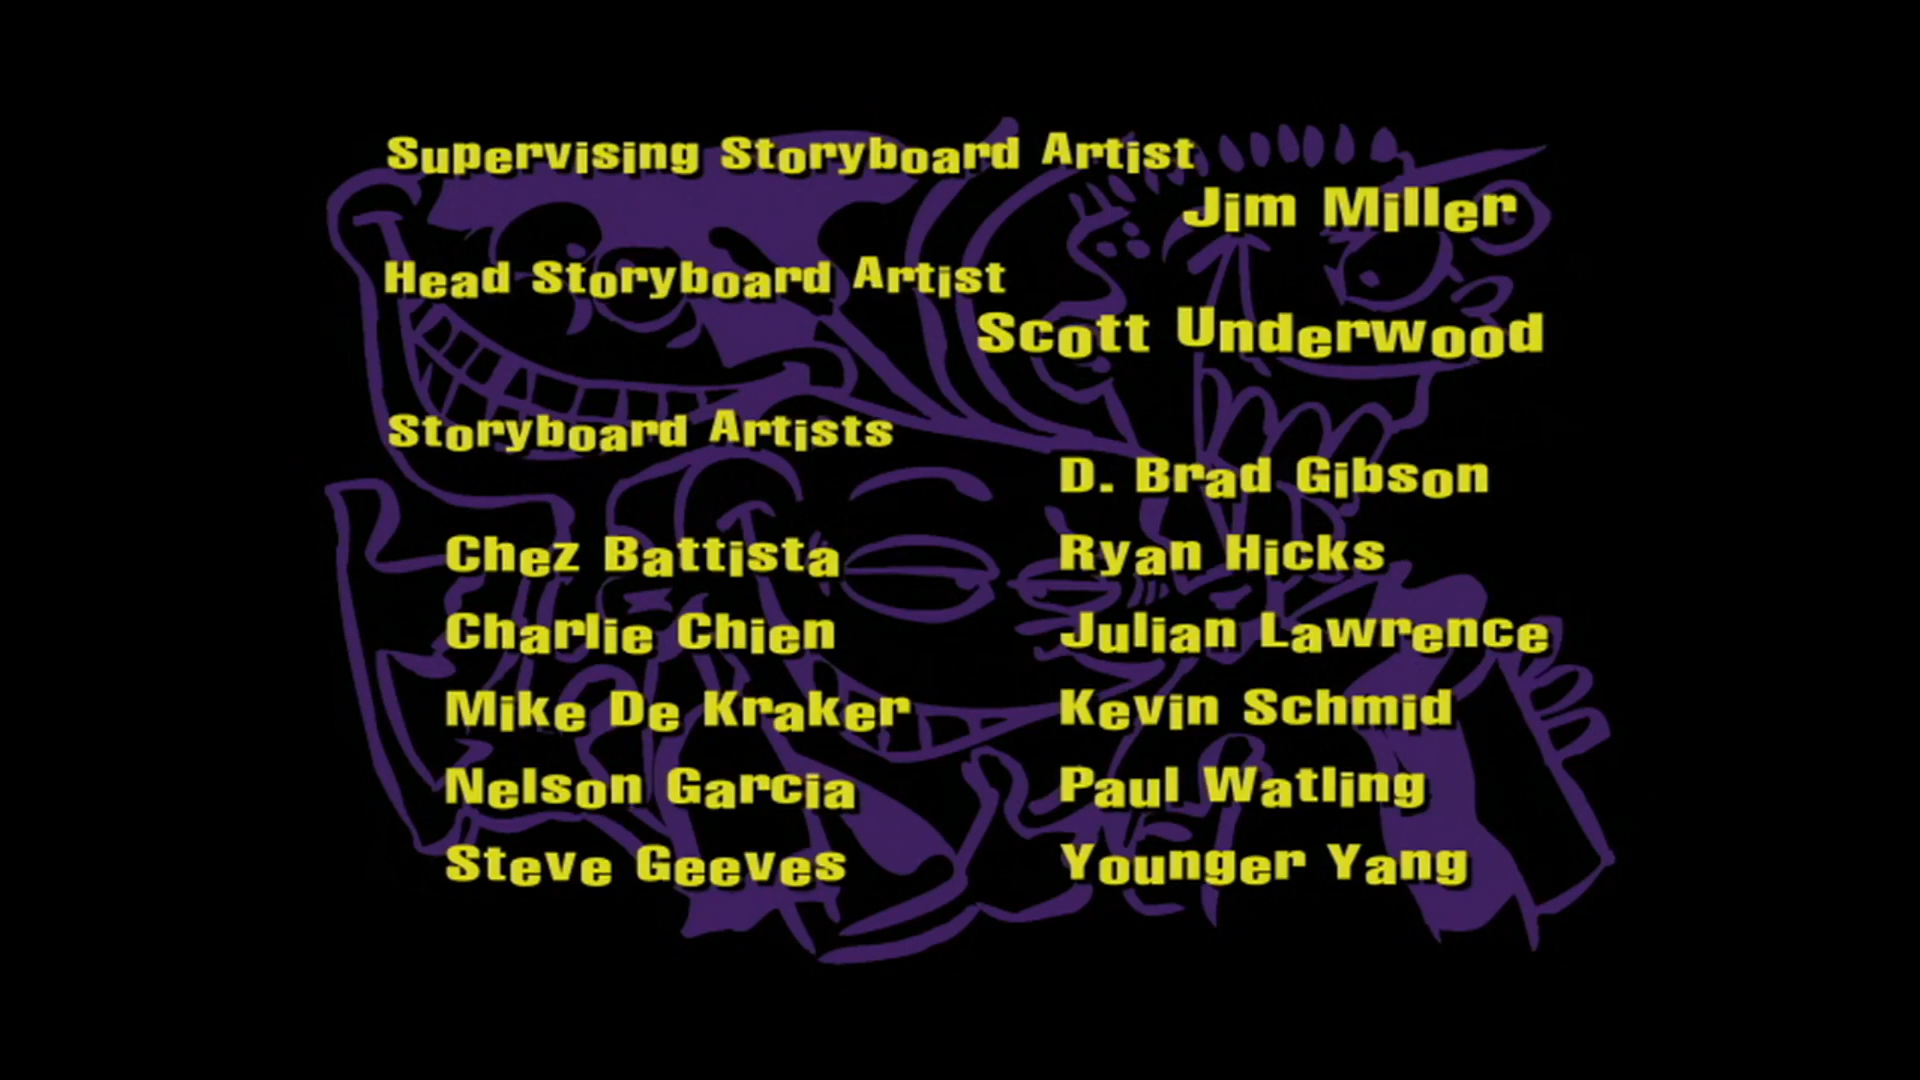 Supervising Storyboard Artist
Jim Miller
Head Storyboard Artist
Scott Underwood
Storyboard Artists
Chez Battista
Charlie Chien
Mike De Kraker
Nelson Garcia
Steve Geeves
D. Brad Gibson
Ryan Hicks
Julian Lawrence
Kevin Schmid
Paul Watling
Younger Yang